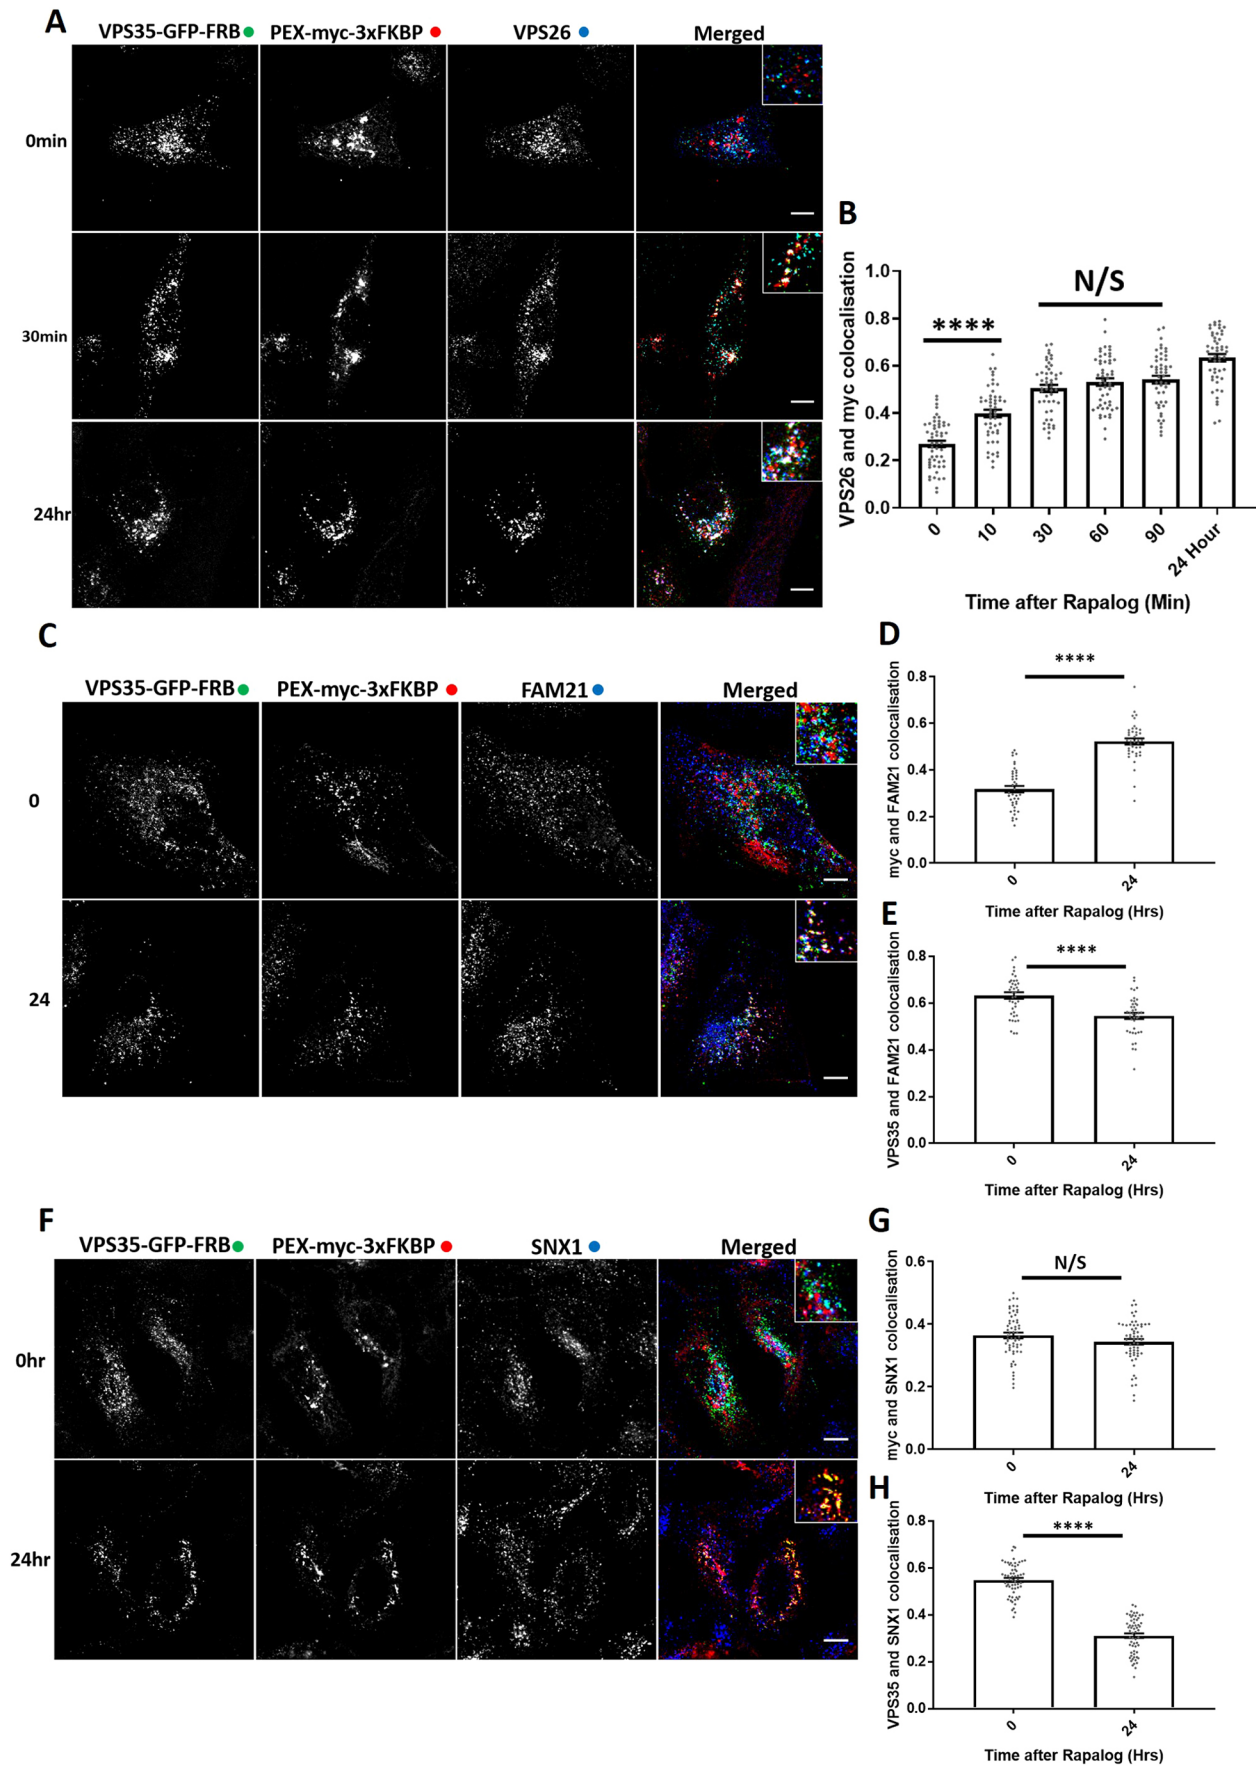 A
VPS35-GFP-FRB PEX-myc-3xFKBP VPS26 Merged
0min
30min
24hr
B
VPS26 and myc colocalisation
1.0
0.8
0.6
0.4
0.2
0.0
****
N/S
0 10 30 60 90 24 Hour
Time after Rapalog (Min)
C
VPS35-GFP-FRB PEX-myc-3xFKBP FAM21 Merged
0
24
D
myc and FAM21 colocalisation
0.8
0.6
0.4
0.2
0.0
****
0 24
Time after Rapalog (Hrs)
E
VPS35 and FAM21 colocalisation
0.8
0.6
0.4
0.2
0.0
****
0 24
Time after Rapalog (Hrs)
F
VPS35-GFP-FRB PEX-myc-3xFKBP SNX1 Merged
0hr
24hr
G
myc and SNX1 colocalisation
0.6
0.4
0.2
0.0
N/S
0 24
Time after Rapalog (Hrs)
H
VPS35 and SNX1 colocalisation
0.8
0.6
0.4
0.2
0.0
****
0 24
Time after Rapalog (Hrs)